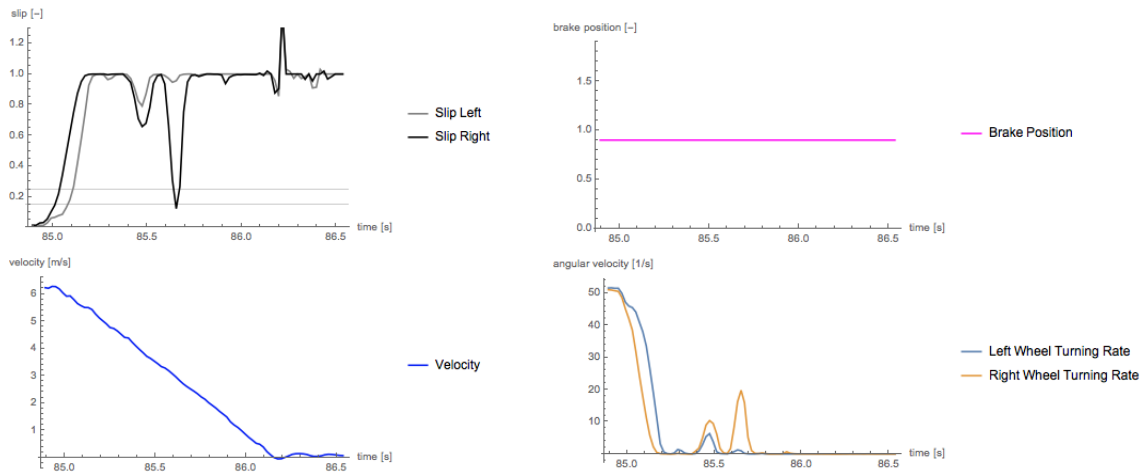 slip [–]
1.2
1.0
0.8
0.6
0.4
0.2
85.0
85.5
86.0
86.5
time [s]
Slip Left
Slip Right
brake position [–]
1.5
1.0
0.5
0.0
85.0
85.5
86.0
86.5
time [s]
Brake Position
velocity [m/s]
6
5
4
3
2
1
85.0
85.5
86.0
86.5
time [s]
Velocity
angular velocity [1/s]
50
40
30
20
10
85.0
85.5
86.0
86.5
time [s]
Left Wheel Turning Rate
Right Wheel Turning Rate